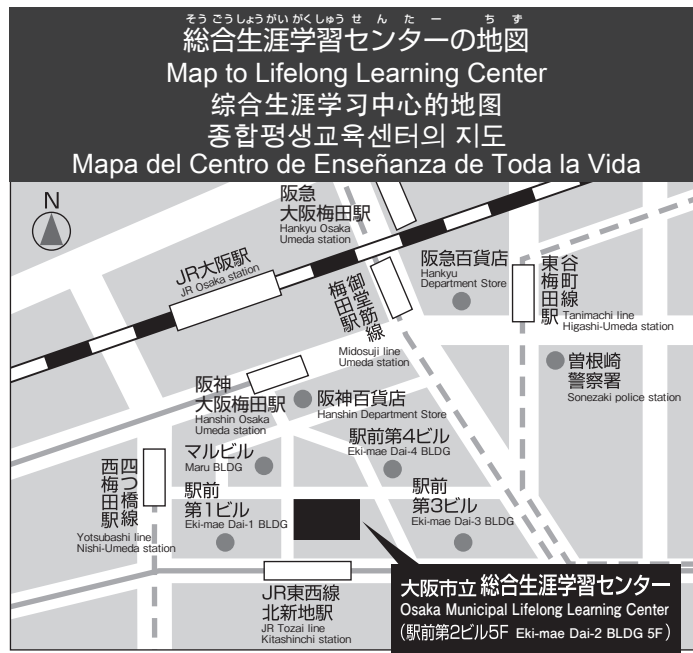 そうごうしょうがいがくしゅうせんたー ちず
総合生涯学習センターの地図
Map to Lifelong Learning Center
综合生涯学习中心的地图
종합평생교육센터의 지도
Mapa del Centro de Enseñanza de Toda la Vida
N
阪急
大阪梅田駅
Hankyu Osaka
Umeda station
JR大阪駅
JR Osaka station
阪急百貨店
Hankyu
Department Store
谷町線
東梅田駅
Tanimachi line
Higashi-Umeda station
御堂筋線
梅田駅
Midosuji line
Umeda station
曽根崎
警察署
Sonezaki police station
阪神
大阪梅田駅
Hanshin Osaka
Umeda station
阪神百貨店
Hanshin Department Store
マルビル
Maru BLDG
駅前第4ビル
Eki-mae Dai-4 BLDG
四つ橋線
西梅田駅
Yotsubashi line
Nishi-Umeda station
駅前
第1ビル
Eki-mae Dai-1 BLDG
駅前
第3ビル
Eki-mae Dai-3 BLDG
JR東西線
北新地駅
JR Tozai line
Kitashinchi station
大阪市立 総合生涯学習センター
Osaka Municipal Lifelong Learning Center
(駅前第2ビル5F Eki-mae Dai-2 BLDG 5F)